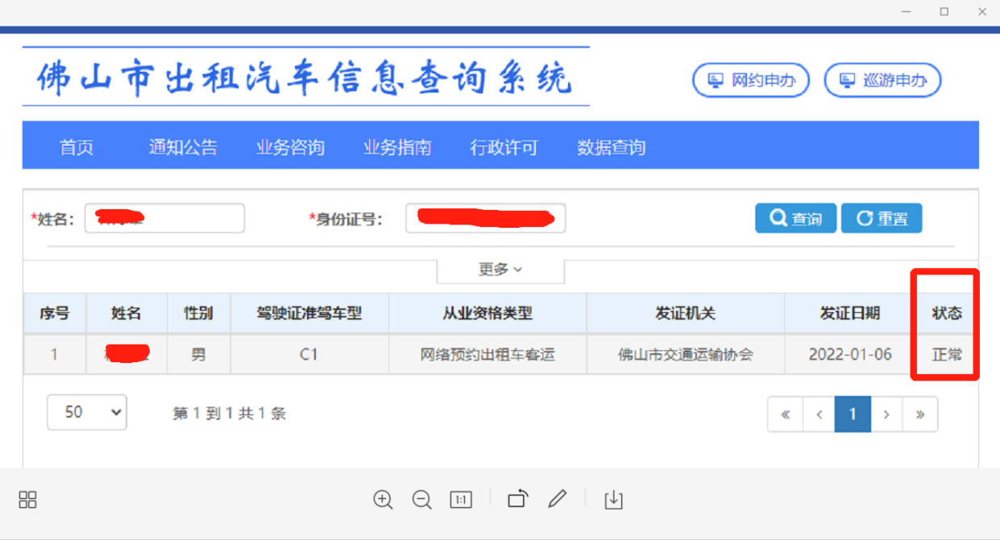 佛山市出租汽车信息查询系统
网约申办 巡游申办
首页 通知公告 业务咨询 业务指南 行政许可 数据查询
*姓名： *身份证号： 查询 重置
更多
序号 姓名 性别 驾驶证准驾车型 从业资格类型 发证机关 发证日期 状态
1 男 C1 网络预约出租车客运 佛山市交通运输协会 2022-01-06 正常
50 第 1 到 1 共 1 条 « ‹ 1 › »
1:1